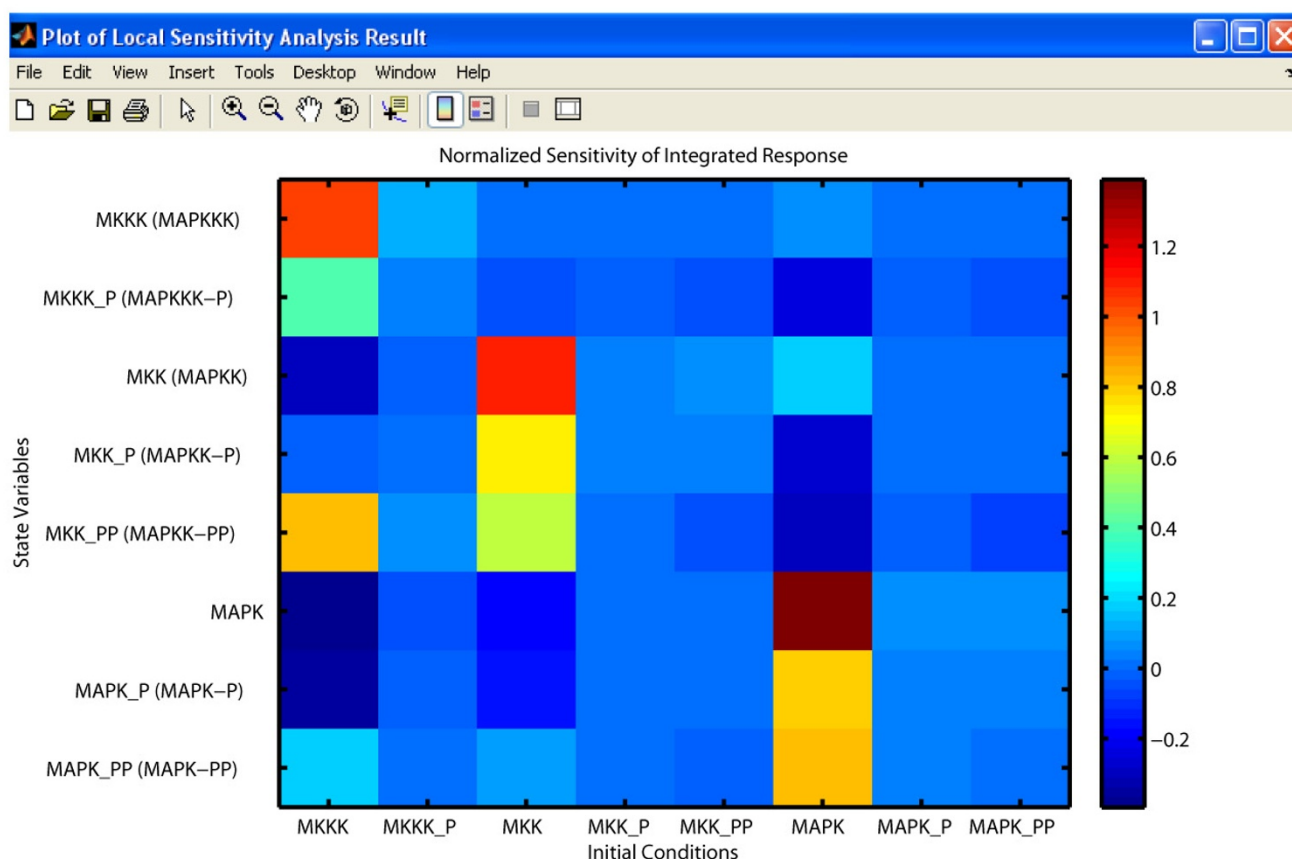 Plot of Local Sensitivity Analysis Result
File Edit View Insert Tools Desktop Window Help
Normalized Sensitivity of Integrated Response
State Variables
MKKK (MAPKKK)
MKKK_P (MAPKKK−P)
MKK (MAPKK)
MKK_P (MAPKK−P)
MKK_PP (MAPKK−PP)
MAPK
MAPK_P (MAPK−P)
MAPK_PP (MAPK−PP)
MKKK MKKK_P MKK MKK_P MKK_PP MAPK MAPK_P MAPK_PP
Initial Conditions
1.2
1
0.8
0.6
0.4
0.2
0
−0.2